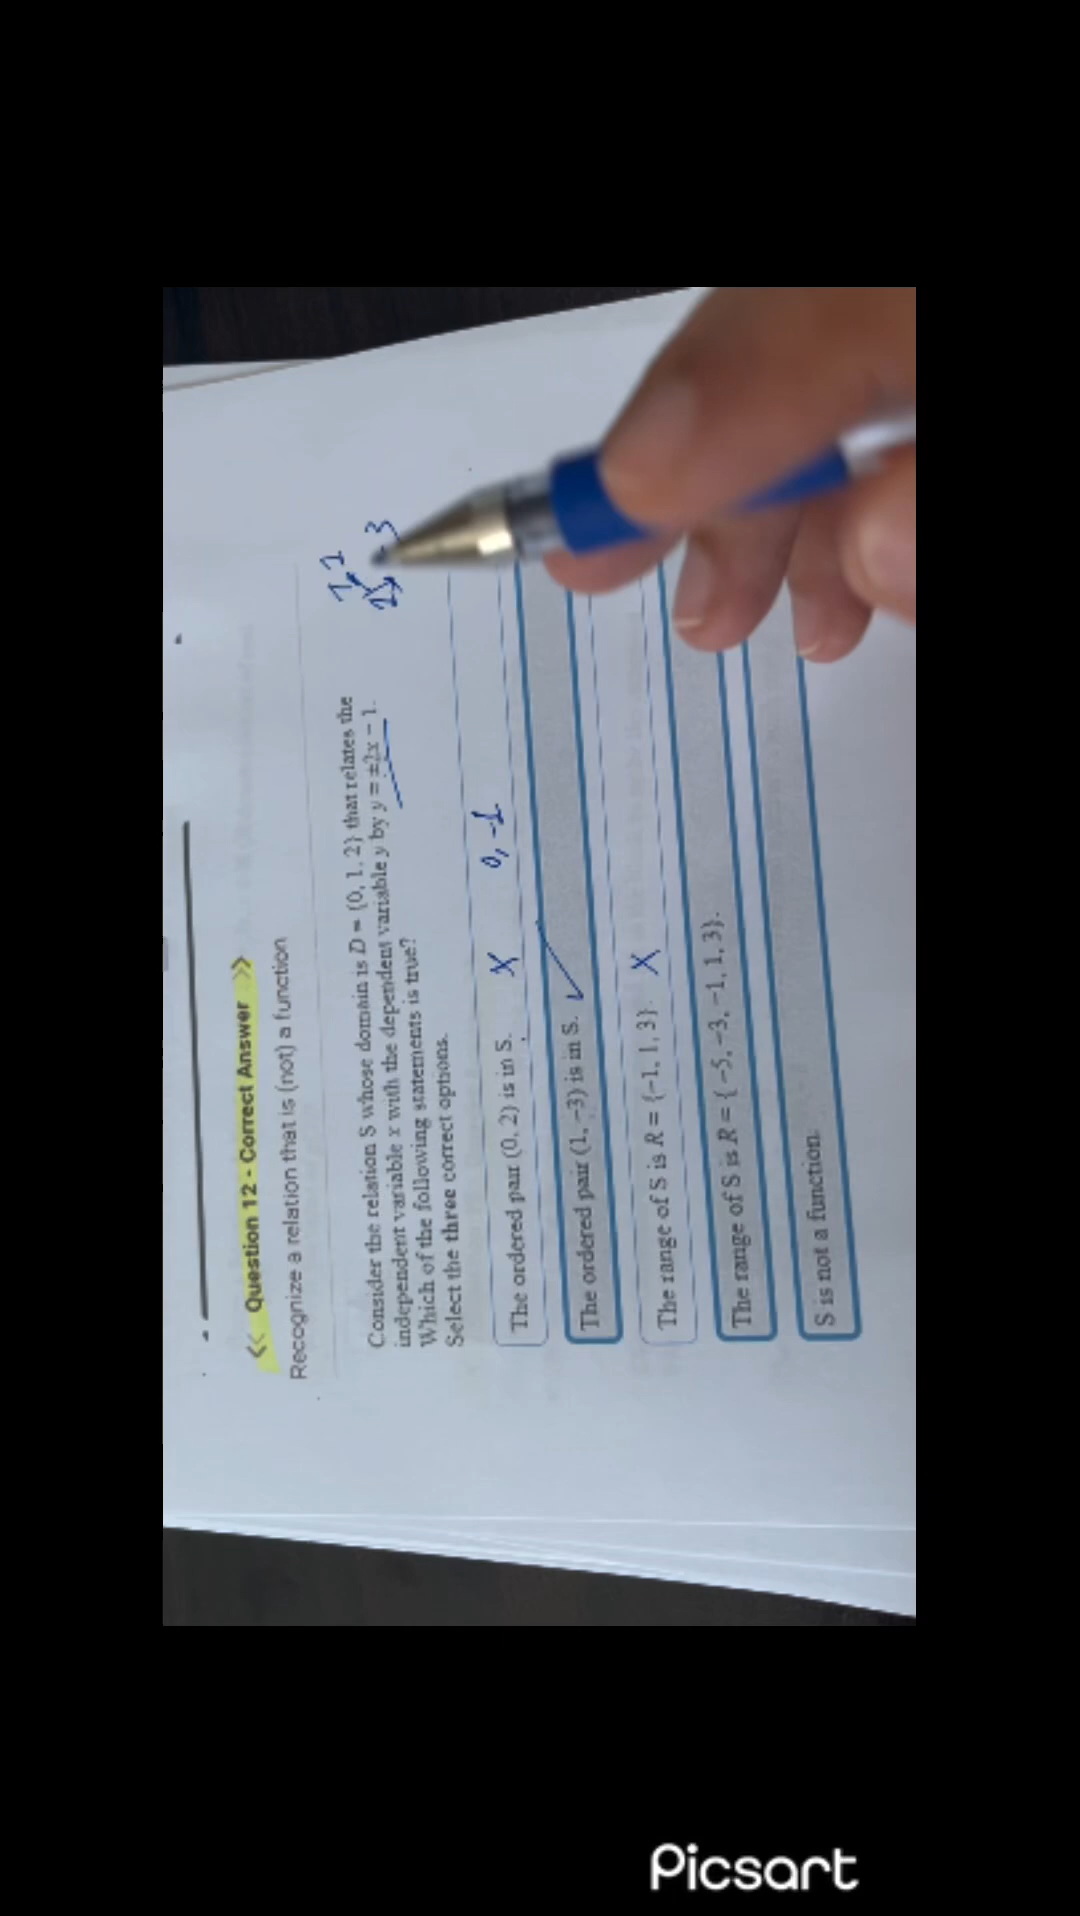 << Question 12 - Correct Answer >>
Recognize a relation that is (not) a function
1, 1
1, -3
Consider the relation S whose domain is D = {0, 1, 2} that relates the
independent variable x with the dependent variable y by y = ±2x − 1.
Which of the following statements is true?
Select the three correct options.
The ordered pair (0, 2) is in S. X 0, -1
The ordered pair (1, −3) is in S. ✓
The range of S is R = {−1, 1, 3}. X
The range of S is R = {−5, −3, −1, 1, 3}.
S is not a function.
Picsart